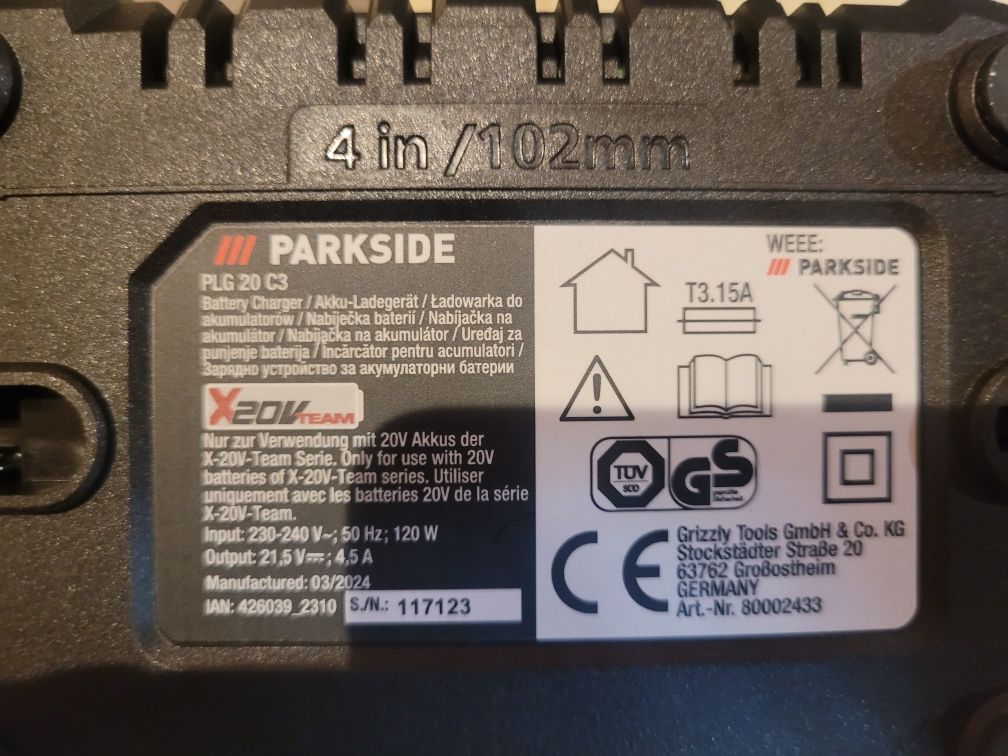 4 in /102mm
PARKSIDE
PLG 20 C3
Battery Charger / Akku-Ladegerät / Ładowarka do
akumulatorów / Nabíječka baterií / Nabíjačka na
akumulátor / Nabíjačka na akumulátor / Uređaj za
punjenje baterija / Încărcător pentru acumulatori /
Зарядно устройство за акумулаторни батерии
X20VTEAM
Nur zur Verwendung mit 20V Akkus der
X-20V-Team Serie. Only for use with 20V
batteries of X-20V-Team series. Utiliser
uniquement avec les batteries 20V de la série
X-20V-Team.
Input: 230-240 V~; 50 Hz; 120 W
Output: 21,5 V⎓; 4,5 A
Manufactured: 03/2024
IAN: 426039_2310
S./N.: 117123
T3.15A
WEEE:
PARKSIDE
TÜV
SÜD
GS
geprüfte
Sicherheit
CE
Grizzly Tools GmbH & Co. KG
Stockstädter Straße 20
63762 Großostheim
GERMANY
Art.-Nr. 80002433